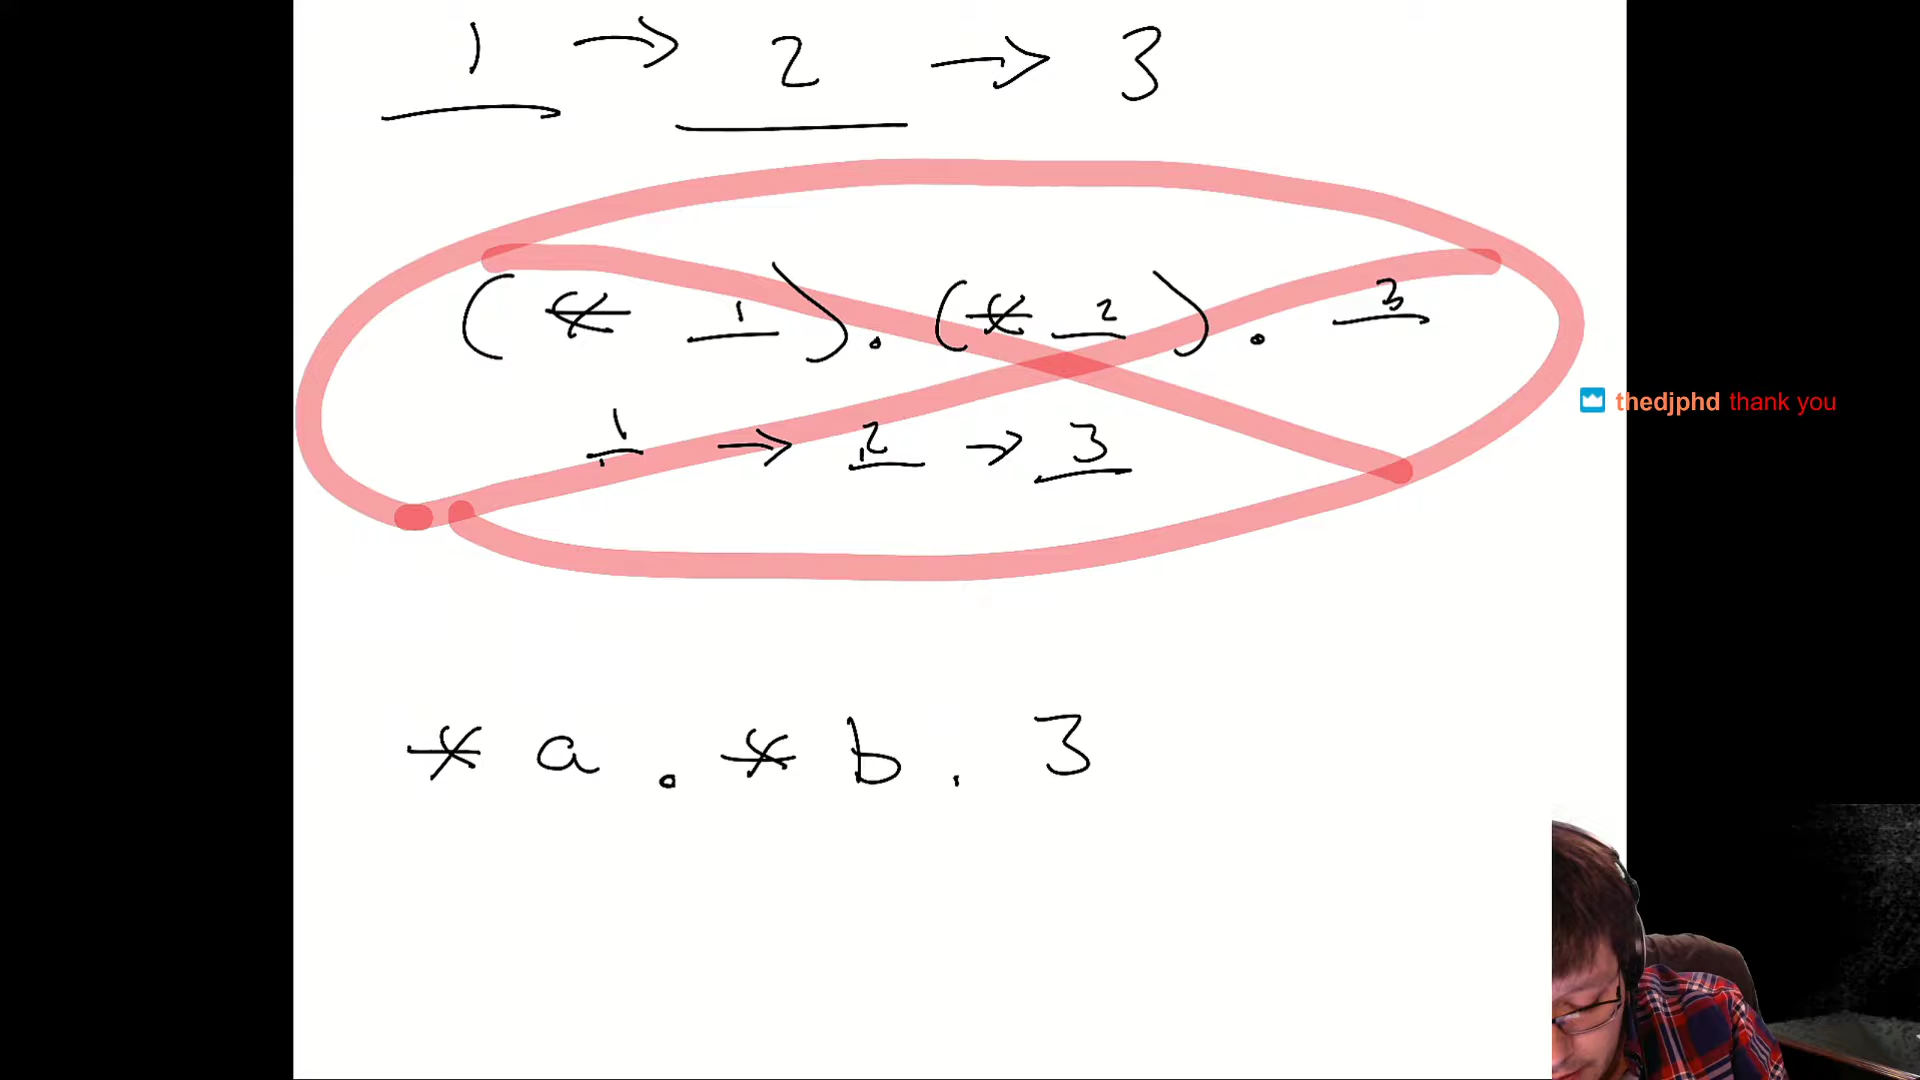 1 → 2 → 3
(* 1). (* 2). 3
thedjphd thank you
1 → 2 → 3
* a . * b . 3